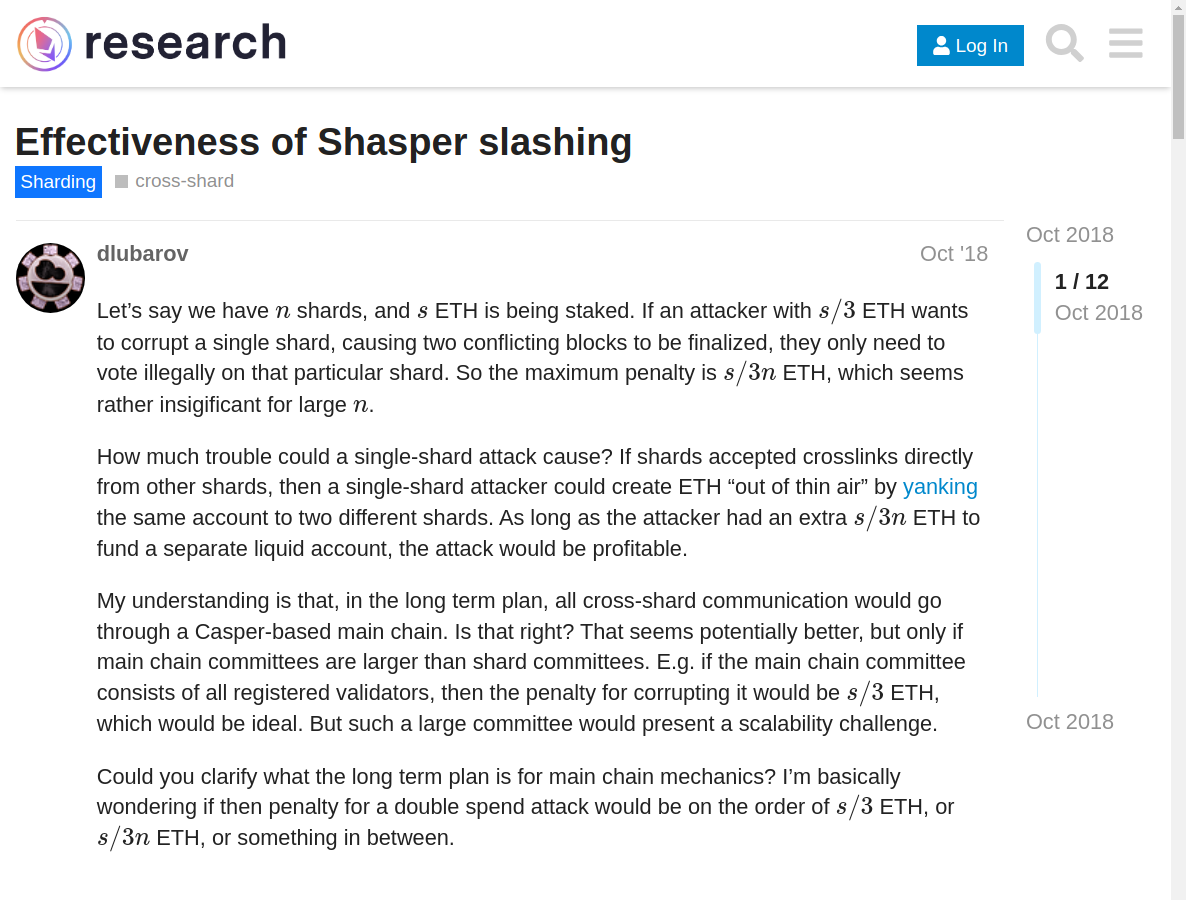 research
Log In
Effectiveness of Shasper slashing
Sharding
cross-shard
dlubarov
Oct '18
Let’s say we have n shards, and s ETH is being staked. If an attacker with s/3 ETH wants
to corrupt a single shard, causing two conflicting blocks to be finalized, they only need to
vote illegally on that particular shard. So the maximum penalty is s/3n ETH, which seems
rather insigificant for large n.
How much trouble could a single-shard attack cause? If shards accepted crosslinks directly
from other shards, then a single-shard attacker could create ETH “out of thin air” by yanking
the same account to two different shards. As long as the attacker had an extra s/3n ETH to
fund a separate liquid account, the attack would be profitable.
My understanding is that, in the long term plan, all cross-shard communication would go
through a Casper-based main chain. Is that right? That seems potentially better, but only if
main chain committees are larger than shard committees. E.g. if the main chain committee
consists of all registered validators, then the penalty for corrupting it would be s/3 ETH,
which would be ideal. But such a large committee would present a scalability challenge.
Could you clarify what the long term plan is for main chain mechanics? I’m basically
wondering if then penalty for a double spend attack would be on the order of s/3 ETH, or
s/3n ETH, or something in between.
Oct 2018
1 / 12
Oct 2018
Oct 2018